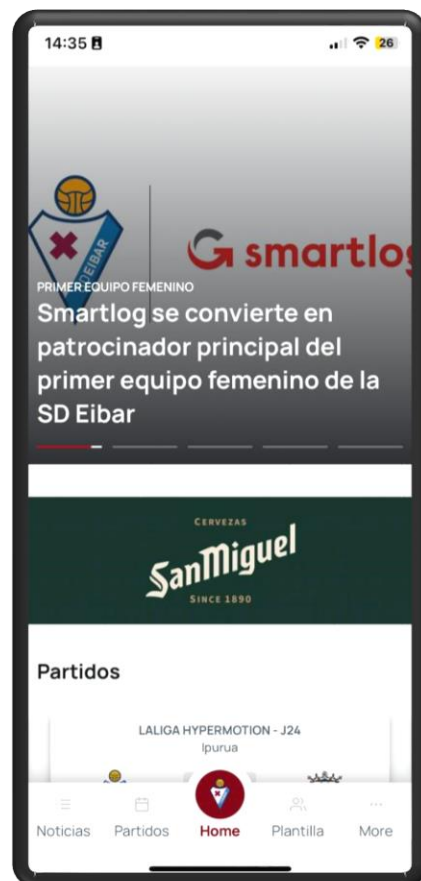 14:35
26
EIBAR
smartlog
PRIMER EQUIPO FEMENINO
Smartlog se convierte en
patrocinador principal del
primer equipo femenino de la
SD Eibar
CERVEZAS
SanMiguel
SINCE 1890
Partidos
LALIGA HYPERMOTION - J24
Ipurua
Noticias Partidos Home Plantilla More